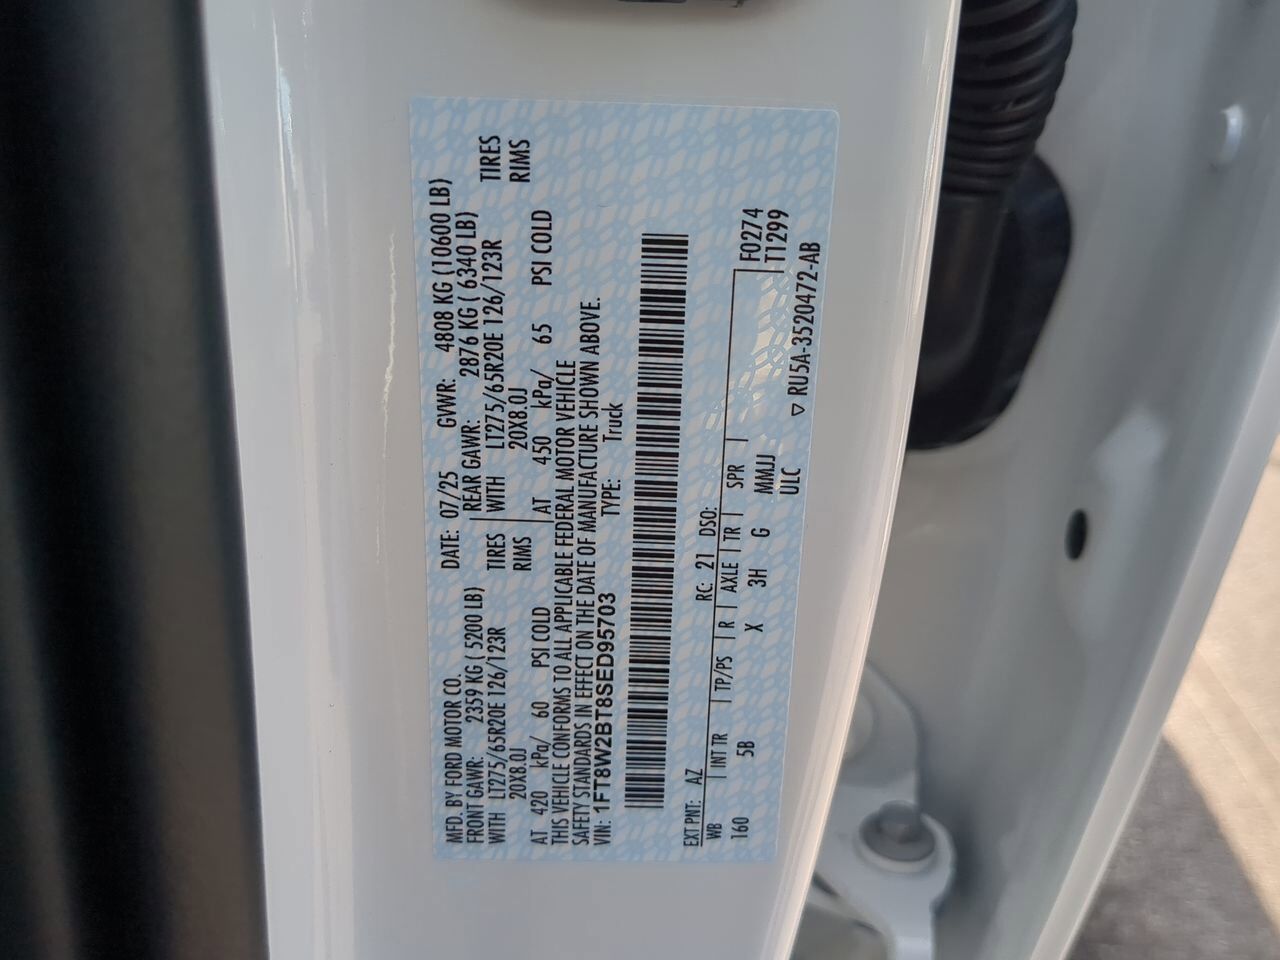 MFD. BY FORD MOTOR CO. DATE: 07/25 GVWR: 4808 KG (10600 LB)
FRONT GAWR: 2359 KG ( 5200 LB) REAR GAWR: 2876 KG ( 6340 LB)
WITH LT275/65R20E 126/123R TIRES WITH LT275/65R20E 126/123R TIRES
20X8.0J RIMS 20X8.0J RIMS
AT 420 kPa/ 60 PSI COLD AT 450 kPa/ 65 PSI COLD
THIS VEHICLE CONFORMS TO ALL APPLICABLE FEDERAL MOTOR VEHICLE
SAFETY STANDARDS IN EFFECT ON THE DATE OF MANUFACTURE SHOWN ABOVE.
VIN: 1FT8W2BT8SED95703 TYPE: Truck
EXT PNT: AZ RC: 21 DSO:
WB INT TR TP/PS R AXLE TR SPR F0274
160 5B X 3H G MMJJ T1299
ULC
▽ RU5A-3520472-AB